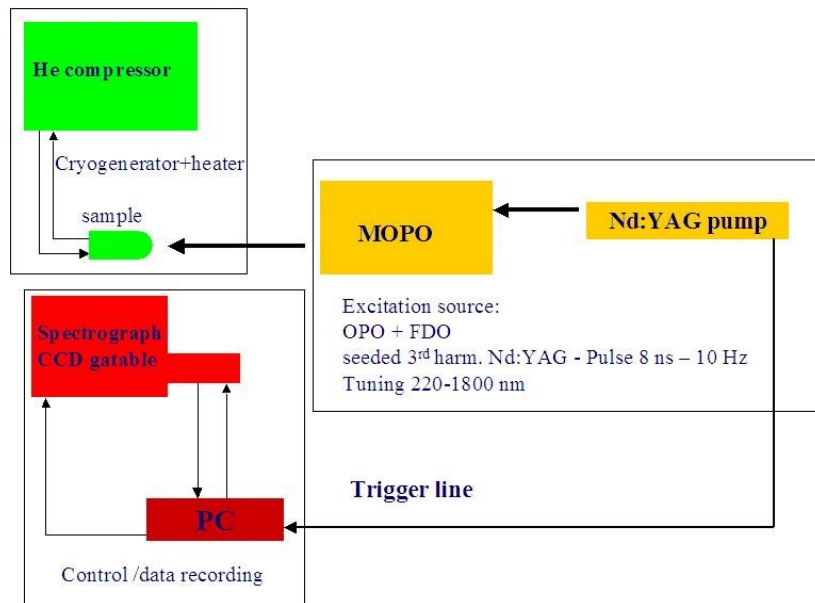 He compressor
Cryogenerator+heater
sample
MOPO
Nd:YAG pump
Excitation source:
OPO + FDO
seeded 3rd harm. Nd:YAG - Pulse 8 ns – 10 Hz
Tuning 220-1800 nm
Spectrograph
CCD gatable
Trigger line
PC
Control /data recording